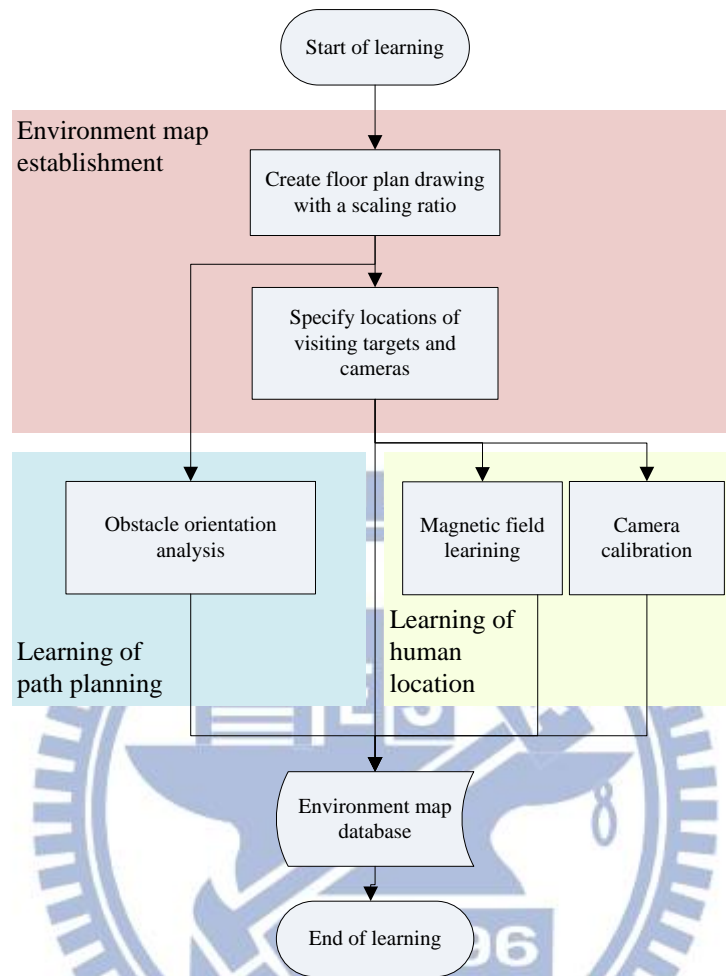 Start of learning
Environment map
establishment
Create floor plan drawing
with a scaling ratio
Specify locations of
visiting targets and
cameras
Obstacle orientation
analysis
Learning of
path planning
Magnetic field
learining
Camera
calibration
Learning of
human
location
Environment map
database
End of learning
96